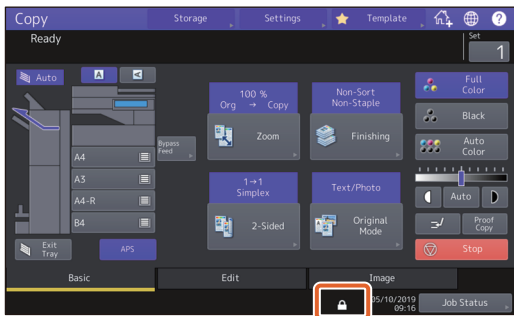 Copy
Storage
Settings
Template
?
Ready
Set
1
Auto
A
A
100 %
Org → Copy
Non-Sort
Non-Staple
Full
Color
Zoom
Finishing
Black
Bypass
Feed
Auto
Color
A4
A3
A4-R
B4
1→1
Simplex
Text/Photo
2-Sided
Original
Mode
Auto
Proof
Copy
Exit
Tray
APS
Stop
Basic
Edit
Image
05/10/2019
09:16
Job Status